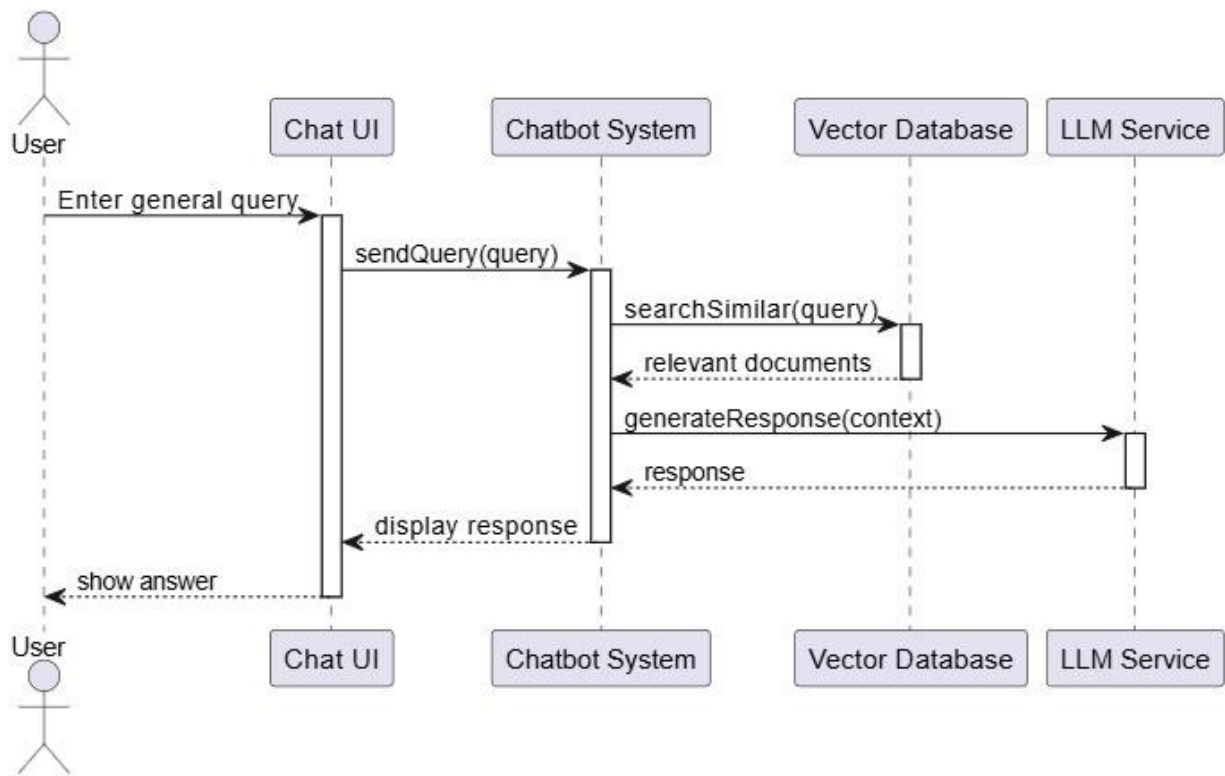 User
Chat UI
Chatbot System
Vector Database
LLM Service
Enter general query
sendQuery(query)
searchSimilar(query)
relevant documents
generateResponse(context)
response
display response
show answer
User
Chat UI
Chatbot System
Vector Database
LLM Service